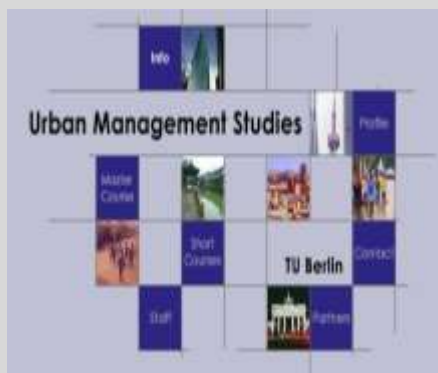 Info
Urban Management Studies
Profile
Master
Course
Short
Courses
Contact
TU Berlin
Staff
Partners